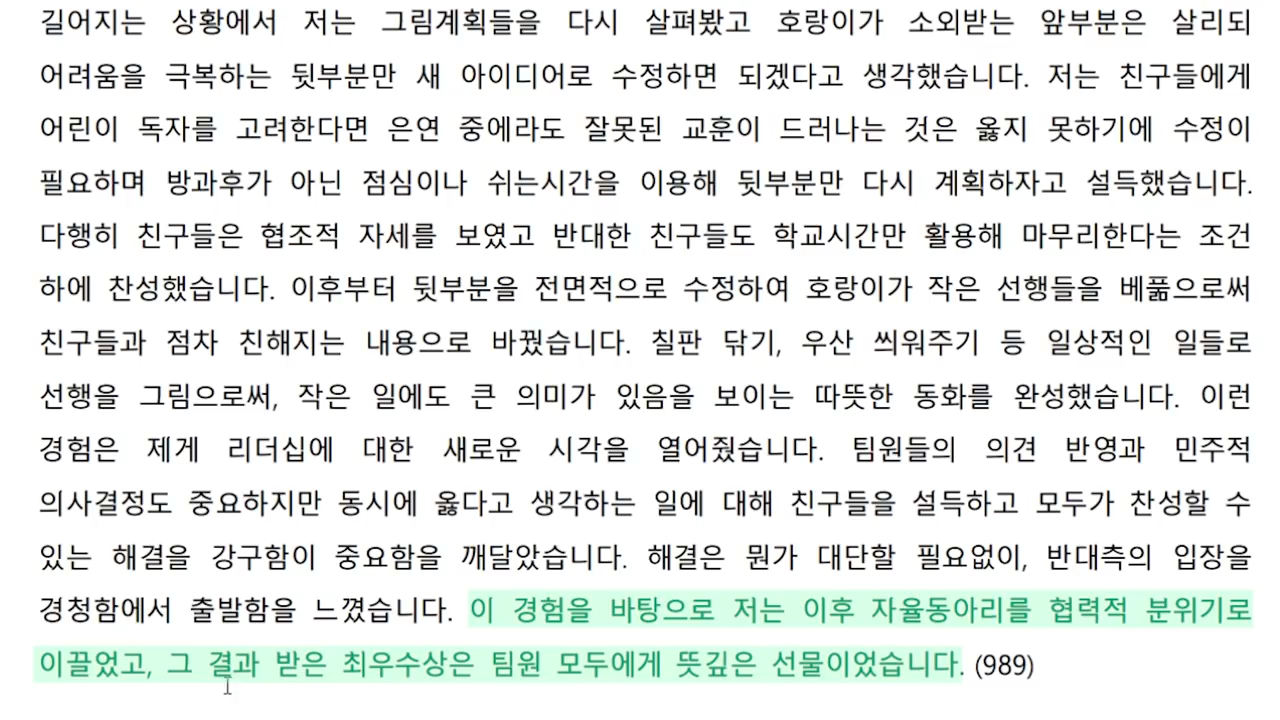 길어지는 상황에서 저는 그림계획들을 다시 살펴봤고 호랑이가 소외받는 앞부분은 살리되
어려움을 극복하는 뒷부분만 새 아이디어로 수정하면 되겠다고 생각했습니다. 저는 친구들에게
어린이 독자를 고려한다면 은연 중에라도 잘못된 교훈이 드러나는 것은 옳지 못하기에 수정이
필요하며 방과후가 아닌 점심이나 쉬는시간을 이용해 뒷부분만 다시 계획하자고 설득했습니다.
다행히 친구들은 협조적 자세를 보였고 반대한 친구들도 학교시간만 활용해 마무리한다는 조건
하에 찬성했습니다. 이후부터 뒷부분을 전면적으로 수정하여 호랑이가 작은 선행들을 베풂으로써
친구들과 점차 친해지는 내용으로 바꿨습니다. 칠판 닦기, 우산 씌워주기 등 일상적인 일들로
선행을 그림으로써, 작은 일에도 큰 의미가 있음을 보이는 따뜻한 동화를 완성했습니다. 이런
경험은 제게 리더십에 대한 새로운 시각을 열어줬습니다. 팀원들의 의견 반영과 민주적
의사결정도 중요하지만 동시에 옳다고 생각하는 일에 대해 친구들을 설득하고 모두가 찬성할 수
있는 해결을 강구함이 중요함을 깨달았습니다. 해결은 뭔가 대단할 필요없이, 반대측의 입장을
경청함에서 출발함을 느꼈습니다. 이 경험을 바탕으로 저는 이후 자율동아리를 협력적 분위기로
이끌었고, 그 결과 받은 최우수상은 팀원 모두에게 뜻깊은 선물이었습니다. (989)